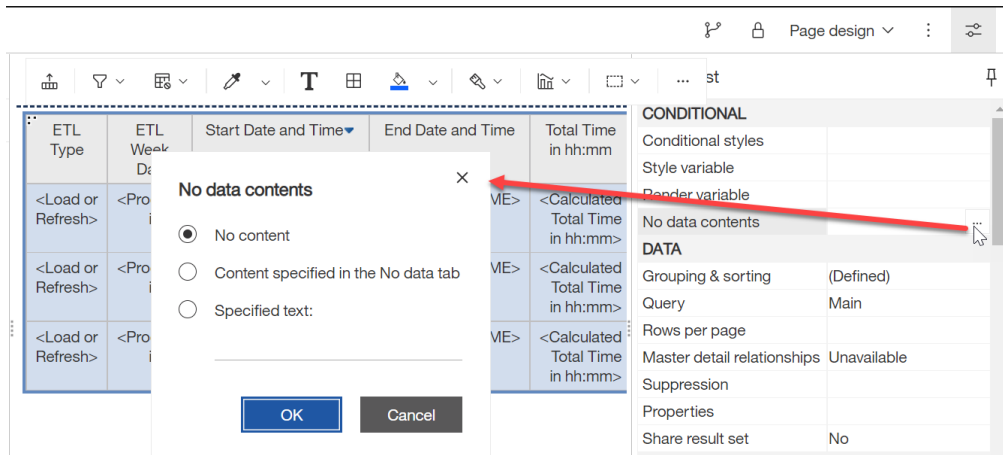 Page design
T
st
ETL Type
ETL Week Da
Start Date and Time
End Date and Time
Total Time in hh:mm
<Load or Refresh>
<Pro
ME>
<Calculated Total Time in hh:mm>
<Load or Refresh>
<Pro
i
ME>
<Calculated Total Time in hh:mm>
<Load or Refresh>
<Pro
i
ME>
<Calculated Total Time in hh:mm>
No data contents
No content
Content specified in the No data tab
Specified text:
OK
Cancel
CONDITIONAL
Conditional styles
Style variable
Render variable
No data contents
...
DATA
Grouping & sorting (Defined)
Query Main
Rows per page
Master detail relationships Unavailable
Suppression
Properties
Share result set No